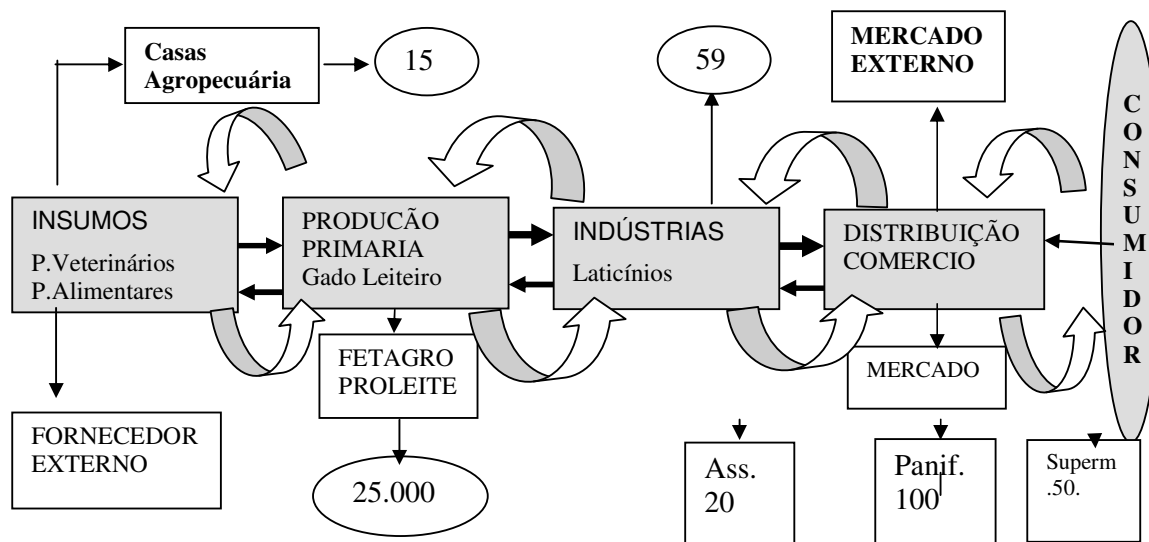 Casas
Agropecuária
15
59
MERCADO
EXTERNO
CONSUMIDOR
INSUMOS
P.Veterinários
P.Alimentares
PRODUCÃO
PRIMARIA
Gado Leiteiro
INDÚSTRIAS
Laticínios
DISTRIBUIÇÃO
COMERCIO
FETAGRO
PROLEITE
MERCADO
FORNECEDOR
EXTERNO
25.000
Ass.
20
Panif.
100
Superm
.50.